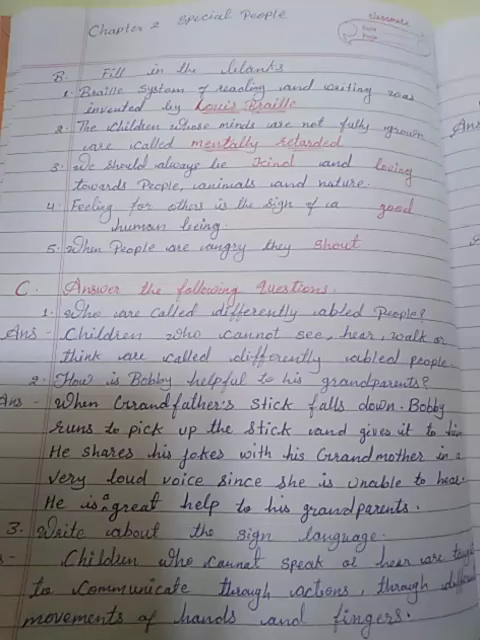 Chapter 2 Special People
classmate
Date
Page
B. Fill in the blanks
1. Braille System of reading and writing was
invented by Louis Braille
2. The children whose minds are not fully grown
are called mentally retarded
3. We should always be kind and loving
towards People, animals and nature.
4. Feeling for others is the sign of a good
human being.
5. When People are angry they shout
C. Answer the following Questions.
1. Who are called differently abled People?
Ans - Children who cannot see, hear, walk or
think are called differently abled people.
2. How is Bobby helpful to his grandparents?
Ans - When Grandfather's stick falls down. Bobby
runs to pick up the stick and gives it to
He shares his jokes with his Grandmother in a
very loud voice since she is unable to hear.
He is a great help to his grandparents.
3. Write about the sign language.
Children who cannot speak or hear are
to communicate through actions, through
movements of hands and fingers.
Ans